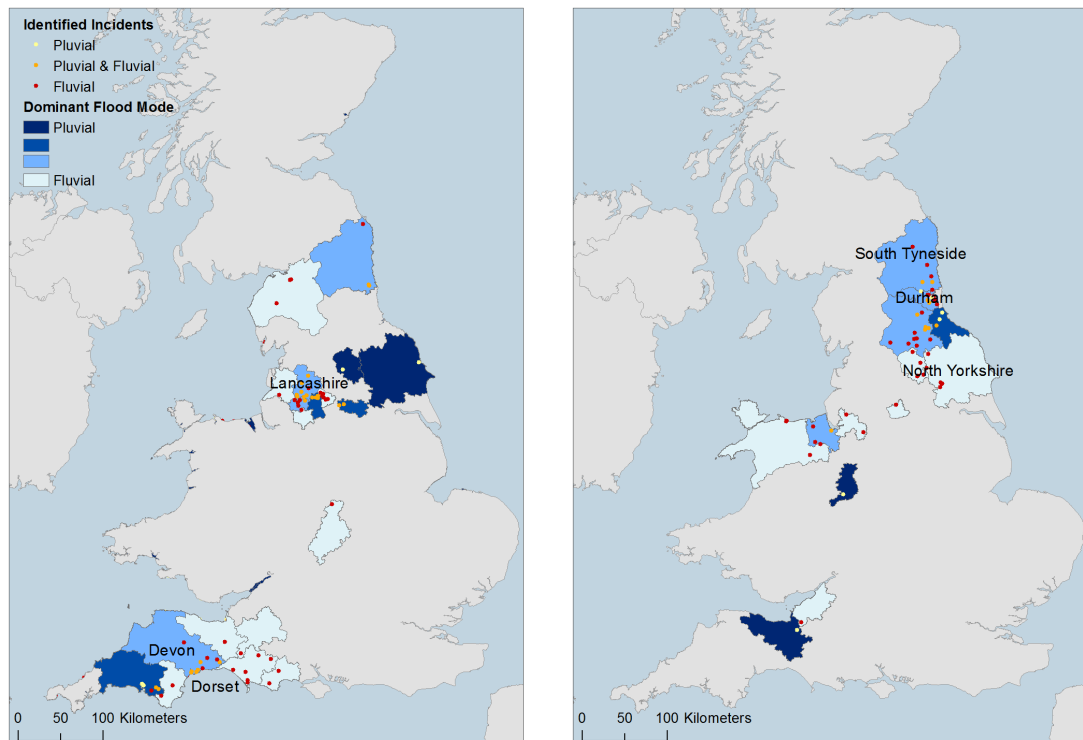 Identified Incidents
Pluvial
Pluvial & Fluvial
Fluvial
Dominant Flood Mode
Pluvial
Fluvial
Lancashire
Devon
Dorset
0 50 100 Kilometers
South Tyneside
Durham
North Yorkshire
0 50 100 Kilometers